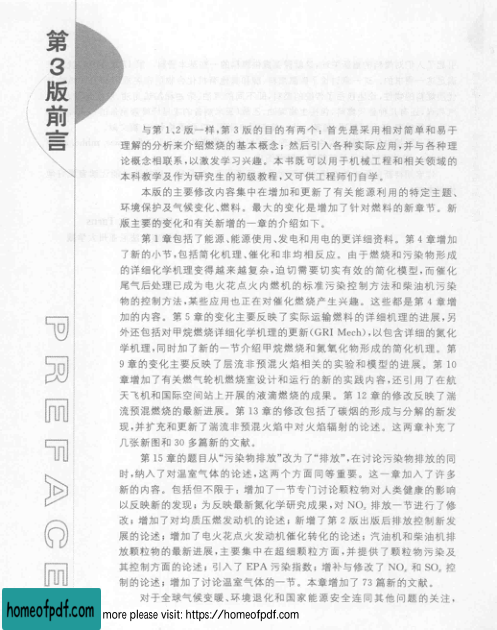 第3版前言
PREFACE
与第 1,2 版一样,第 3 版的目的有两个: 首先是采用相对简单和易于
理解的分析来介绍燃烧的基本概念; 然后引入各种实际应用,并与各种理
论概念相联系,以激发学习兴趣。本书既可以用于机械工程和相关领域的
本科教学及作为研究生的初级教程,又可供工程师们自学。
本版的主要修改内容集中在增加和更新了有关能源利用的特定主题、
环境保护及气候变化、燃料。最大的变化是增加了针对燃料的新章节。新
版主要的变化和有关新增的一章的介绍如下。
第 1 章包括了能源、能源使用、发电和用电的更详细资料。第 4 章增加
了新的小节,包括简化机理、催化和非均相反应。由于燃烧和污染物形成
的详细化学机理变得越来越复杂,迫切需要切实有效的简化模型,而催化
尾气后处理已成为电火花点火内燃机的标准污染控制方法和柴油机污染
物的控制方法,某些应用也正在对催化燃烧产生兴趣。这些都是第 4 章增
加的内容。第 5 章的变化主要反映了实际运输燃料的详细机理的进展,另
外还包括对甲烷燃烧详细化学机理的更新(GRI Mech),以包含详细的氮化
学机理,同时加了新的一节介绍甲烷燃烧和氮氧化物形成的简化机理。第
9 章的变化主要反映了层流非预混火焰相关的实验和模型的进展。第 10
章增加了有关燃气轮机燃烧室设计和运行的新的实践内容,还引用了在航
天飞机和国际空间站上开展的液滴燃烧的成果。第 12 章的修改反映了湍
流预混燃烧的最新进展。第 13 章的修改包括了碳烟的形成与分解的新发
现,并扩充和更新了湍流非预混火焰中对火焰辐射的论述。这两章补充了
几张新图和 30 多篇新的文献。
第 15 章的题目从“污染物排放”改为了“排放”,在讨论污染物排放的同
时,纳入了对温室气体的论述,这两个方面同等重要。这一章加入了许多
新的内容。包括但不限于: 增加了一节专门讨论颗粒物对人类健康的影响
以反映新的发现; 为反映最新氮化学研究成果,对 NOₓ 排放一节进行了修
改; 增加了对均质压燃发动机的论述; 新增了第 2 版出版后排放控制新发
展的论述; 增加了电火花点火发动机催化转化的论述; 汽油机和柴油机排
放颗粒物的最新进展,主要集中在超细颗粒方面,并提供了颗粒物污染及
其控制方面的论述; 引入了 EPA 污染指数; 增补与修改了 NOₓ 和 SOₓ 控
制的论述; 增加了讨论温室气体的一节。本章增加了 73 篇新的文献。
对于全球气候变暖、环境退化和国家能源安全连同其他问题的关注,
homeofpdf.com
more please visit: https://homeofpdf.com